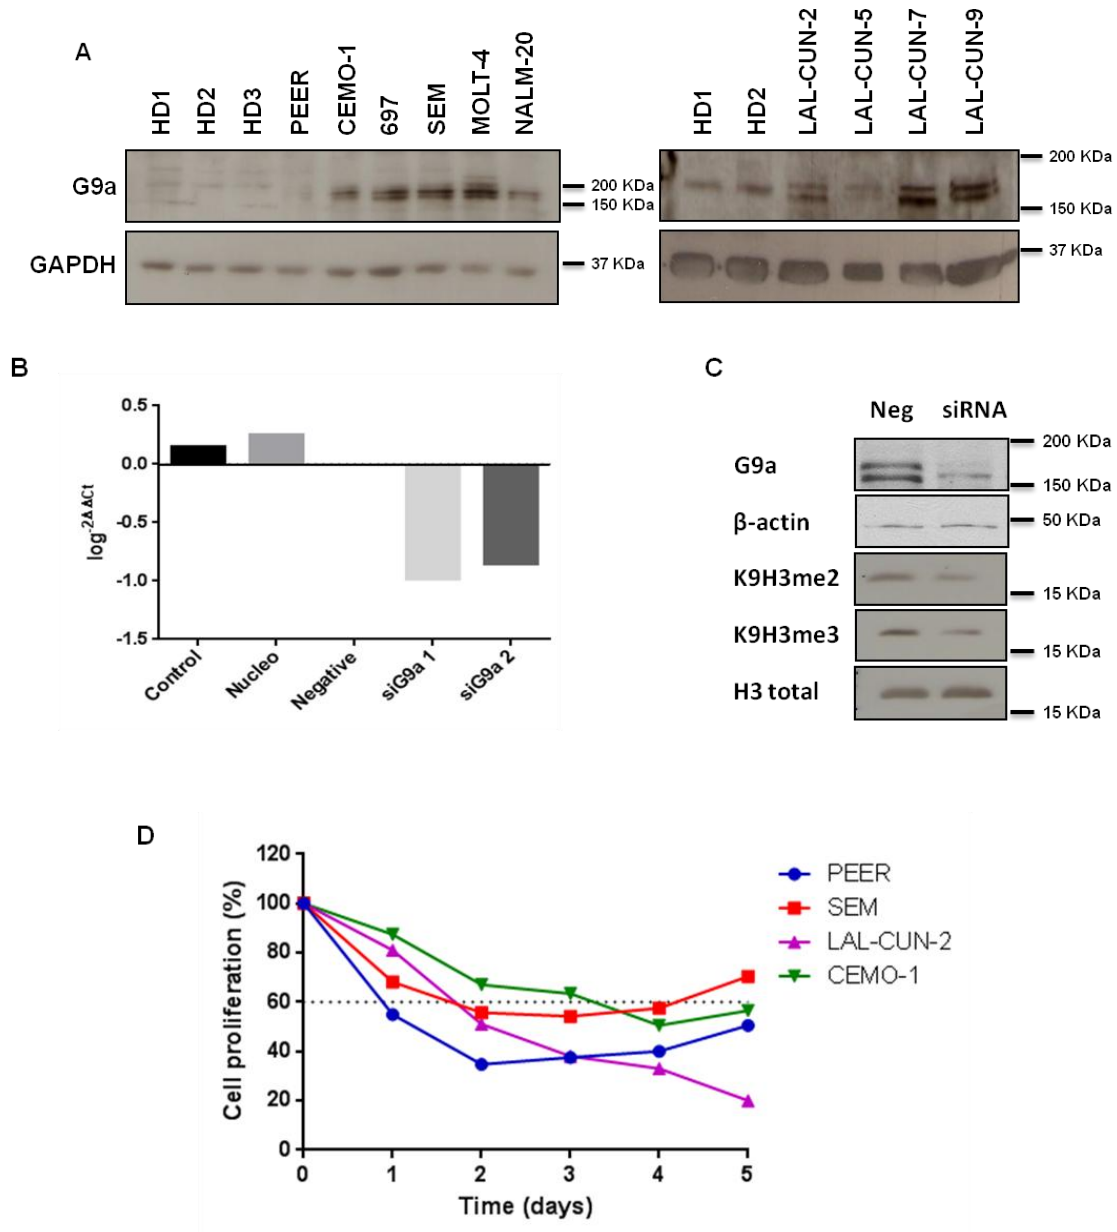 A
HD1
HD2
HD3
PEER
CEMO-1
697
SEM
MOLT-4
NALM-20
HD1
HD2
LAL-CUN-2
LAL-CUN-5
LAL-CUN-7
LAL-CUN-9
G9a
200 KDa
150 KDa
200 KDa
150 KDa
GAPDH
37 KDa
37 KDa
B
0.5
0.0
-0.5
-1.0
-1.5
log-2ΔΔCt
Control
Nucleo
Negative
siG9a 1
siG9a 2
C
Neg siRNA
G9a
200 KDa
150 KDa
β-actin
50 KDa
K9H3me2
15 KDa
K9H3me3
15 KDa
H3 total
15 KDa
D
120
100
80
60
40
20
0
Cell proliferation (%)
0 1 2 3 4 5
Time (days)
PEER
SEM
LAL-CUN-2
CEMO-1